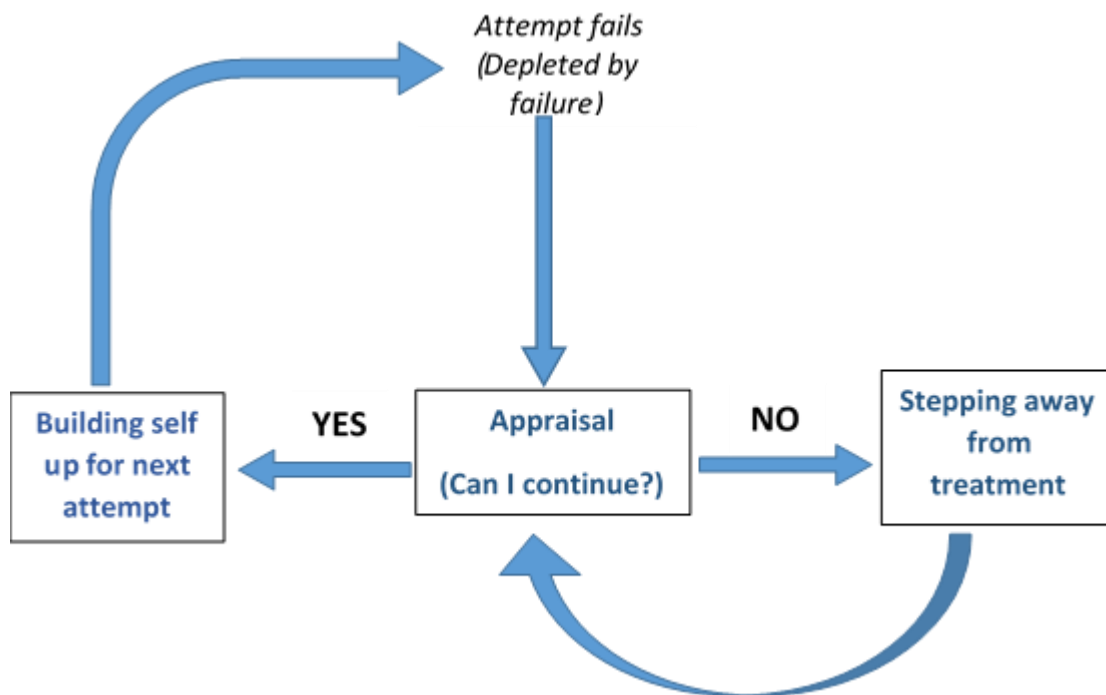 Attempt fails
(Depleted by
failure)
Building self
up for next
attempt
YES
Appraisal
(Can I continue?)
NO
Stepping away
from
treatment